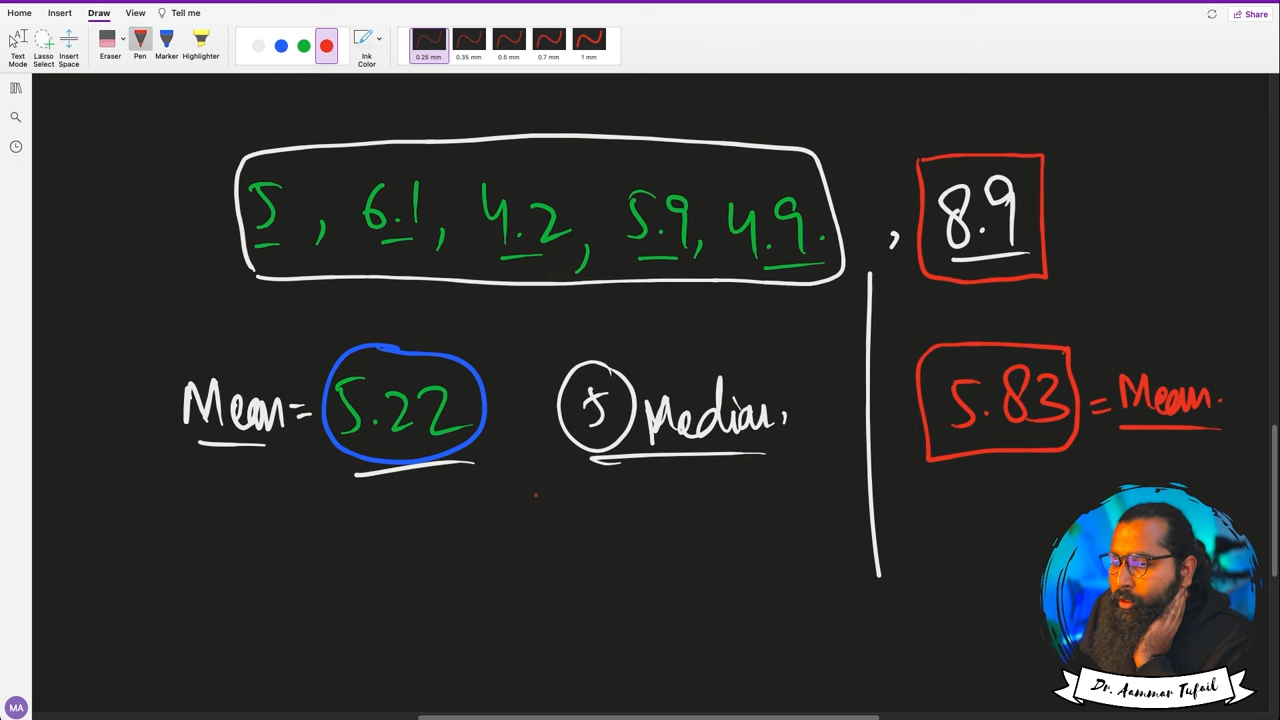 Home Insert Draw View Tell me
Share
Text Mode
Lasso Select
Insert Space
Eraser
Pen
Marker
Highlighter
Ink Color
0.25 mm 0.35 mm 0.5 mm 0.7 mm 1 mm
5 , 6.1 , 4.2 , 5.9 , 4.9 . , 8.9
Mean = 5.22 5 Median, 5.83 = Mean.
Dr. Aammar Tufail
MA